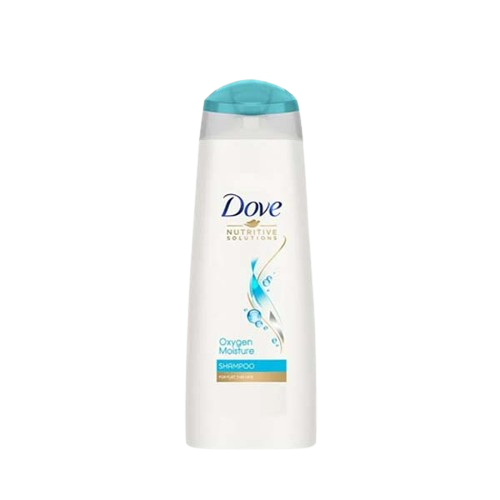 Dove
NUTRITIVE
SOLUTIONS
Oxygen
Moisture
SHAMPOO